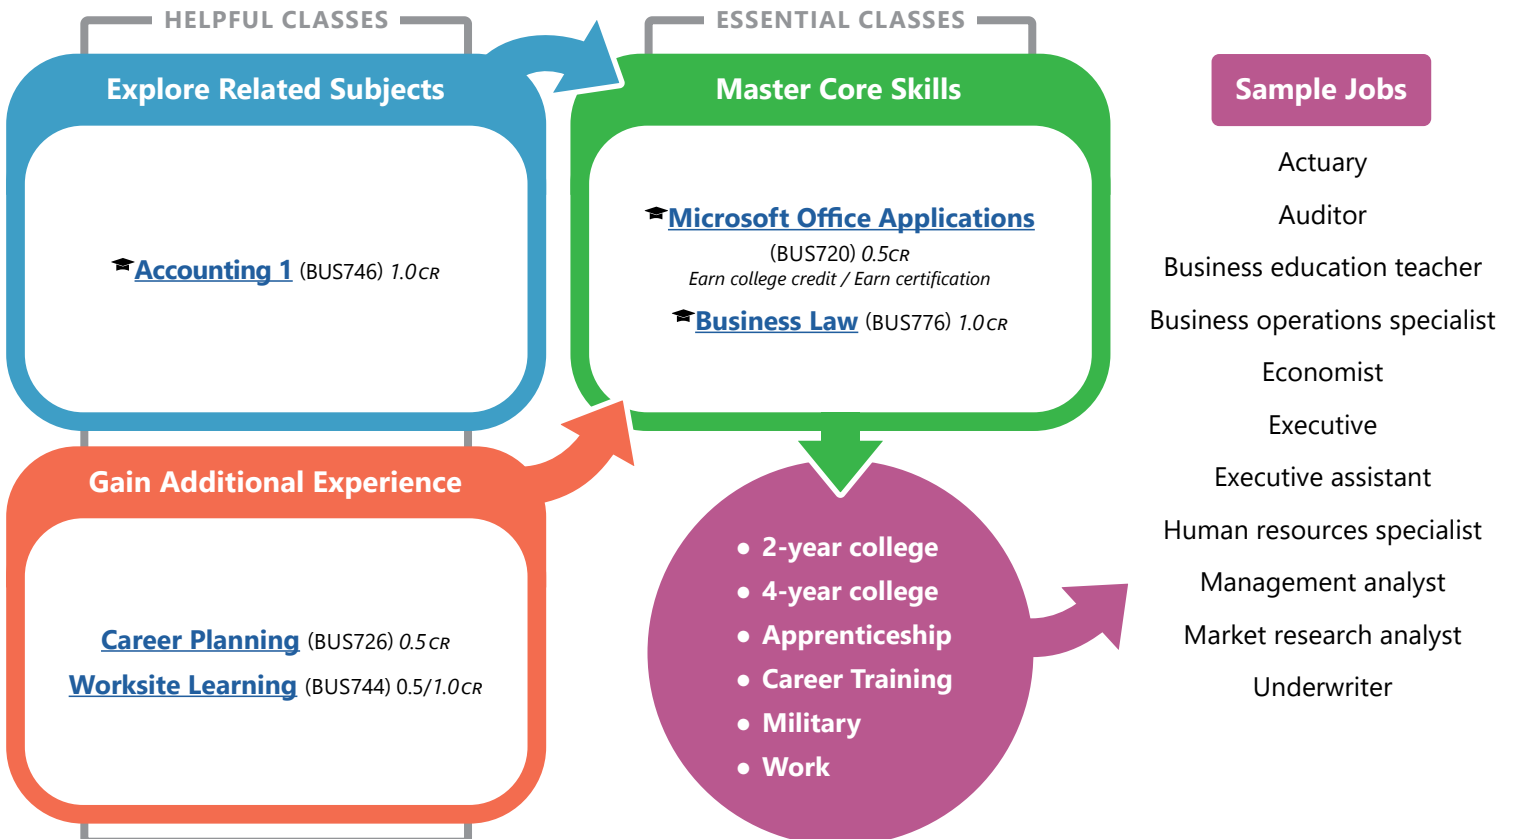 HELPFUL CLASSES
Explore Related Subjects
Accounting 1 (BUS746) 1.0CR
Gain Additional Experience
Career Planning (BUS726) 0.5CR
Worksite Learning (BUS744) 0.5/1.0CR
ESSENTIAL CLASSES
Master Core Skills
Microsoft Office Applications
(BUS720) 0.5CR
Earn college credit / Earn certification
Business Law (BUS776) 1.0CR
• 2-year college
• 4-year college
• Apprenticeship
• Career Training
• Military
• Work
Sample Jobs
Actuary
Auditor
Business education teacher
Business operations specialist
Economist
Executive
Executive assistant
Human resources specialist
Management analyst
Market research analyst
Underwriter